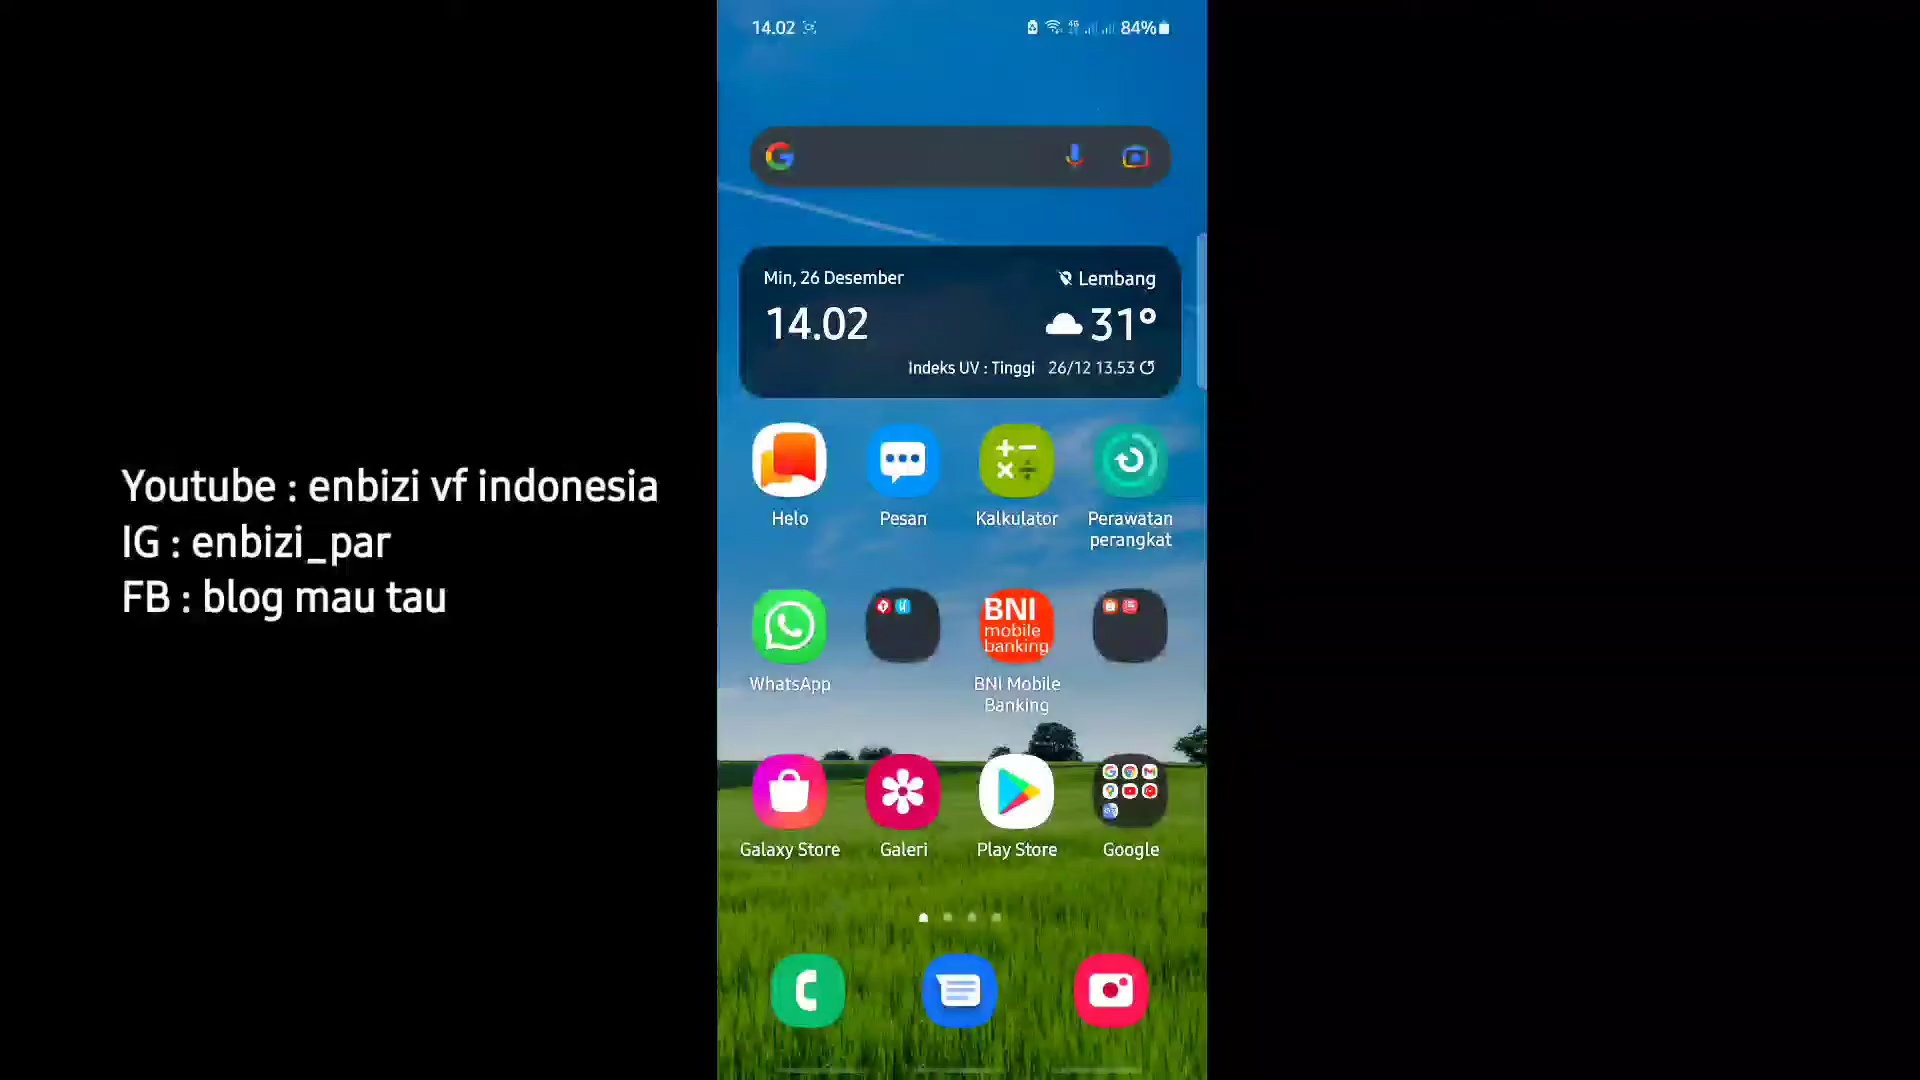 14.02
84%
Min, 26 Desember
Lembang
14.02
31°
Indeks UV : Tinggi 26/12 13.53
Youtube : enbizi vf indonesia
IG : enbizi_par
FB : blog mau tau
Helo
Pesan
Kalkulator
Perawatan
perangkat
BNI
mobile
banking
WhatsApp
BNI Mobile
Banking
Galaxy Store
Galeri
Play Store
Google